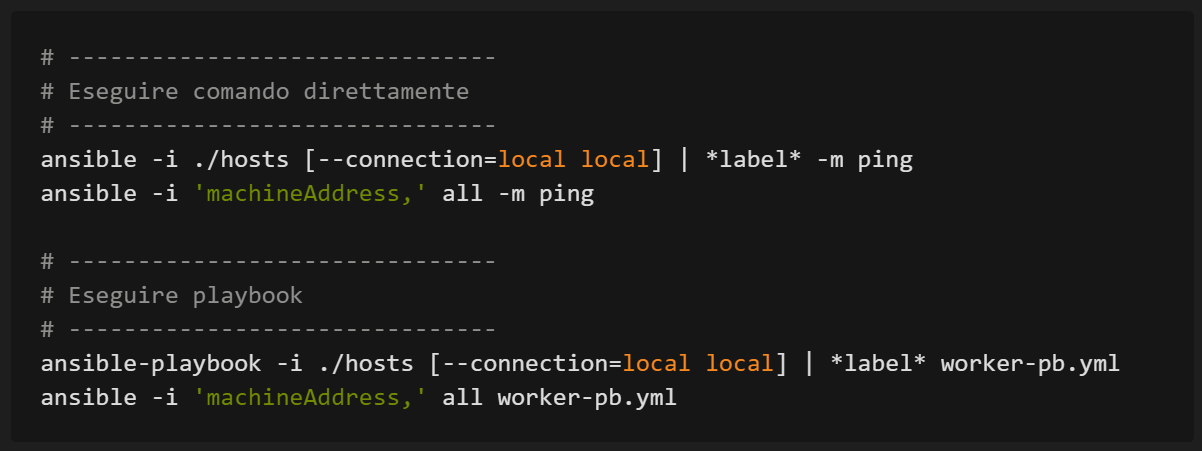 # -------------------------------
# Eseguire comando direttamente
# -------------------------------
ansible -i ./hosts [--connection=local local] | *label* -m ping
ansible -i 'machineAddress,' all -m ping
# -------------------------------
# Eseguire playbook
# -------------------------------
ansible-playbook -i ./hosts [--connection=local local] | *label* worker-pb.yml
ansible -i 'machineAddress,' all worker-pb.yml